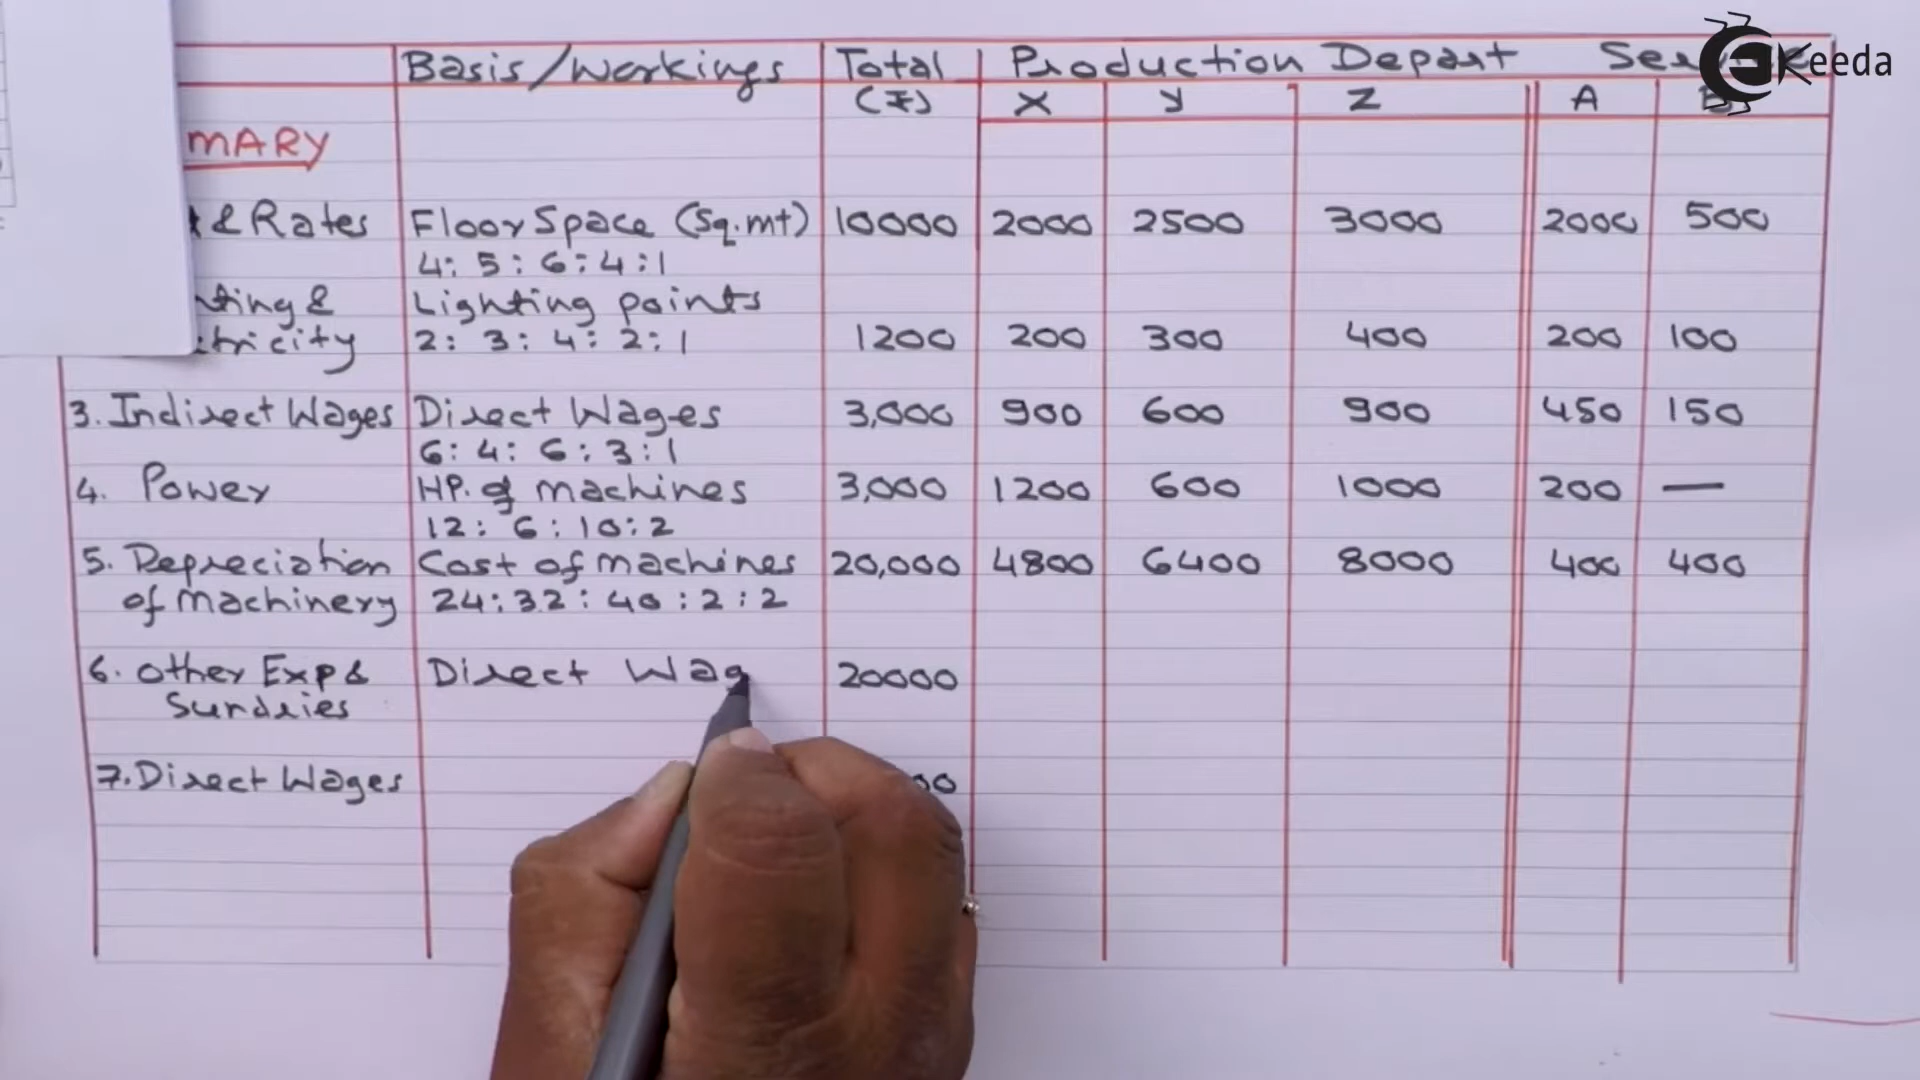 Basis/Workings Total Production Depart
(₹) X Y Z A
MARY
& Rates Floor Space (Sq.mt) 10000 2000 2500 3000 2000 500
4: 5: 6: 4:1
nting & Lighting points
tricity 2: 3: 4: 2:1 1200 200 300 400 200 100
3. Indirect Wages Direct Wages 3,000 900 600 900 450 150
6: 4: 6: 3:1
4. Power HP. of machines 3,000 1200 600 1000 200 —
12: 6: 10:2
5. Depreciation Cost of machines 20,000 4800 6400 8000 400 400
of machinery 24:32: 40:2:2
6. Other Exp & Direct Wag 20000
Sundries
7. Direct Wages 00
Keeda